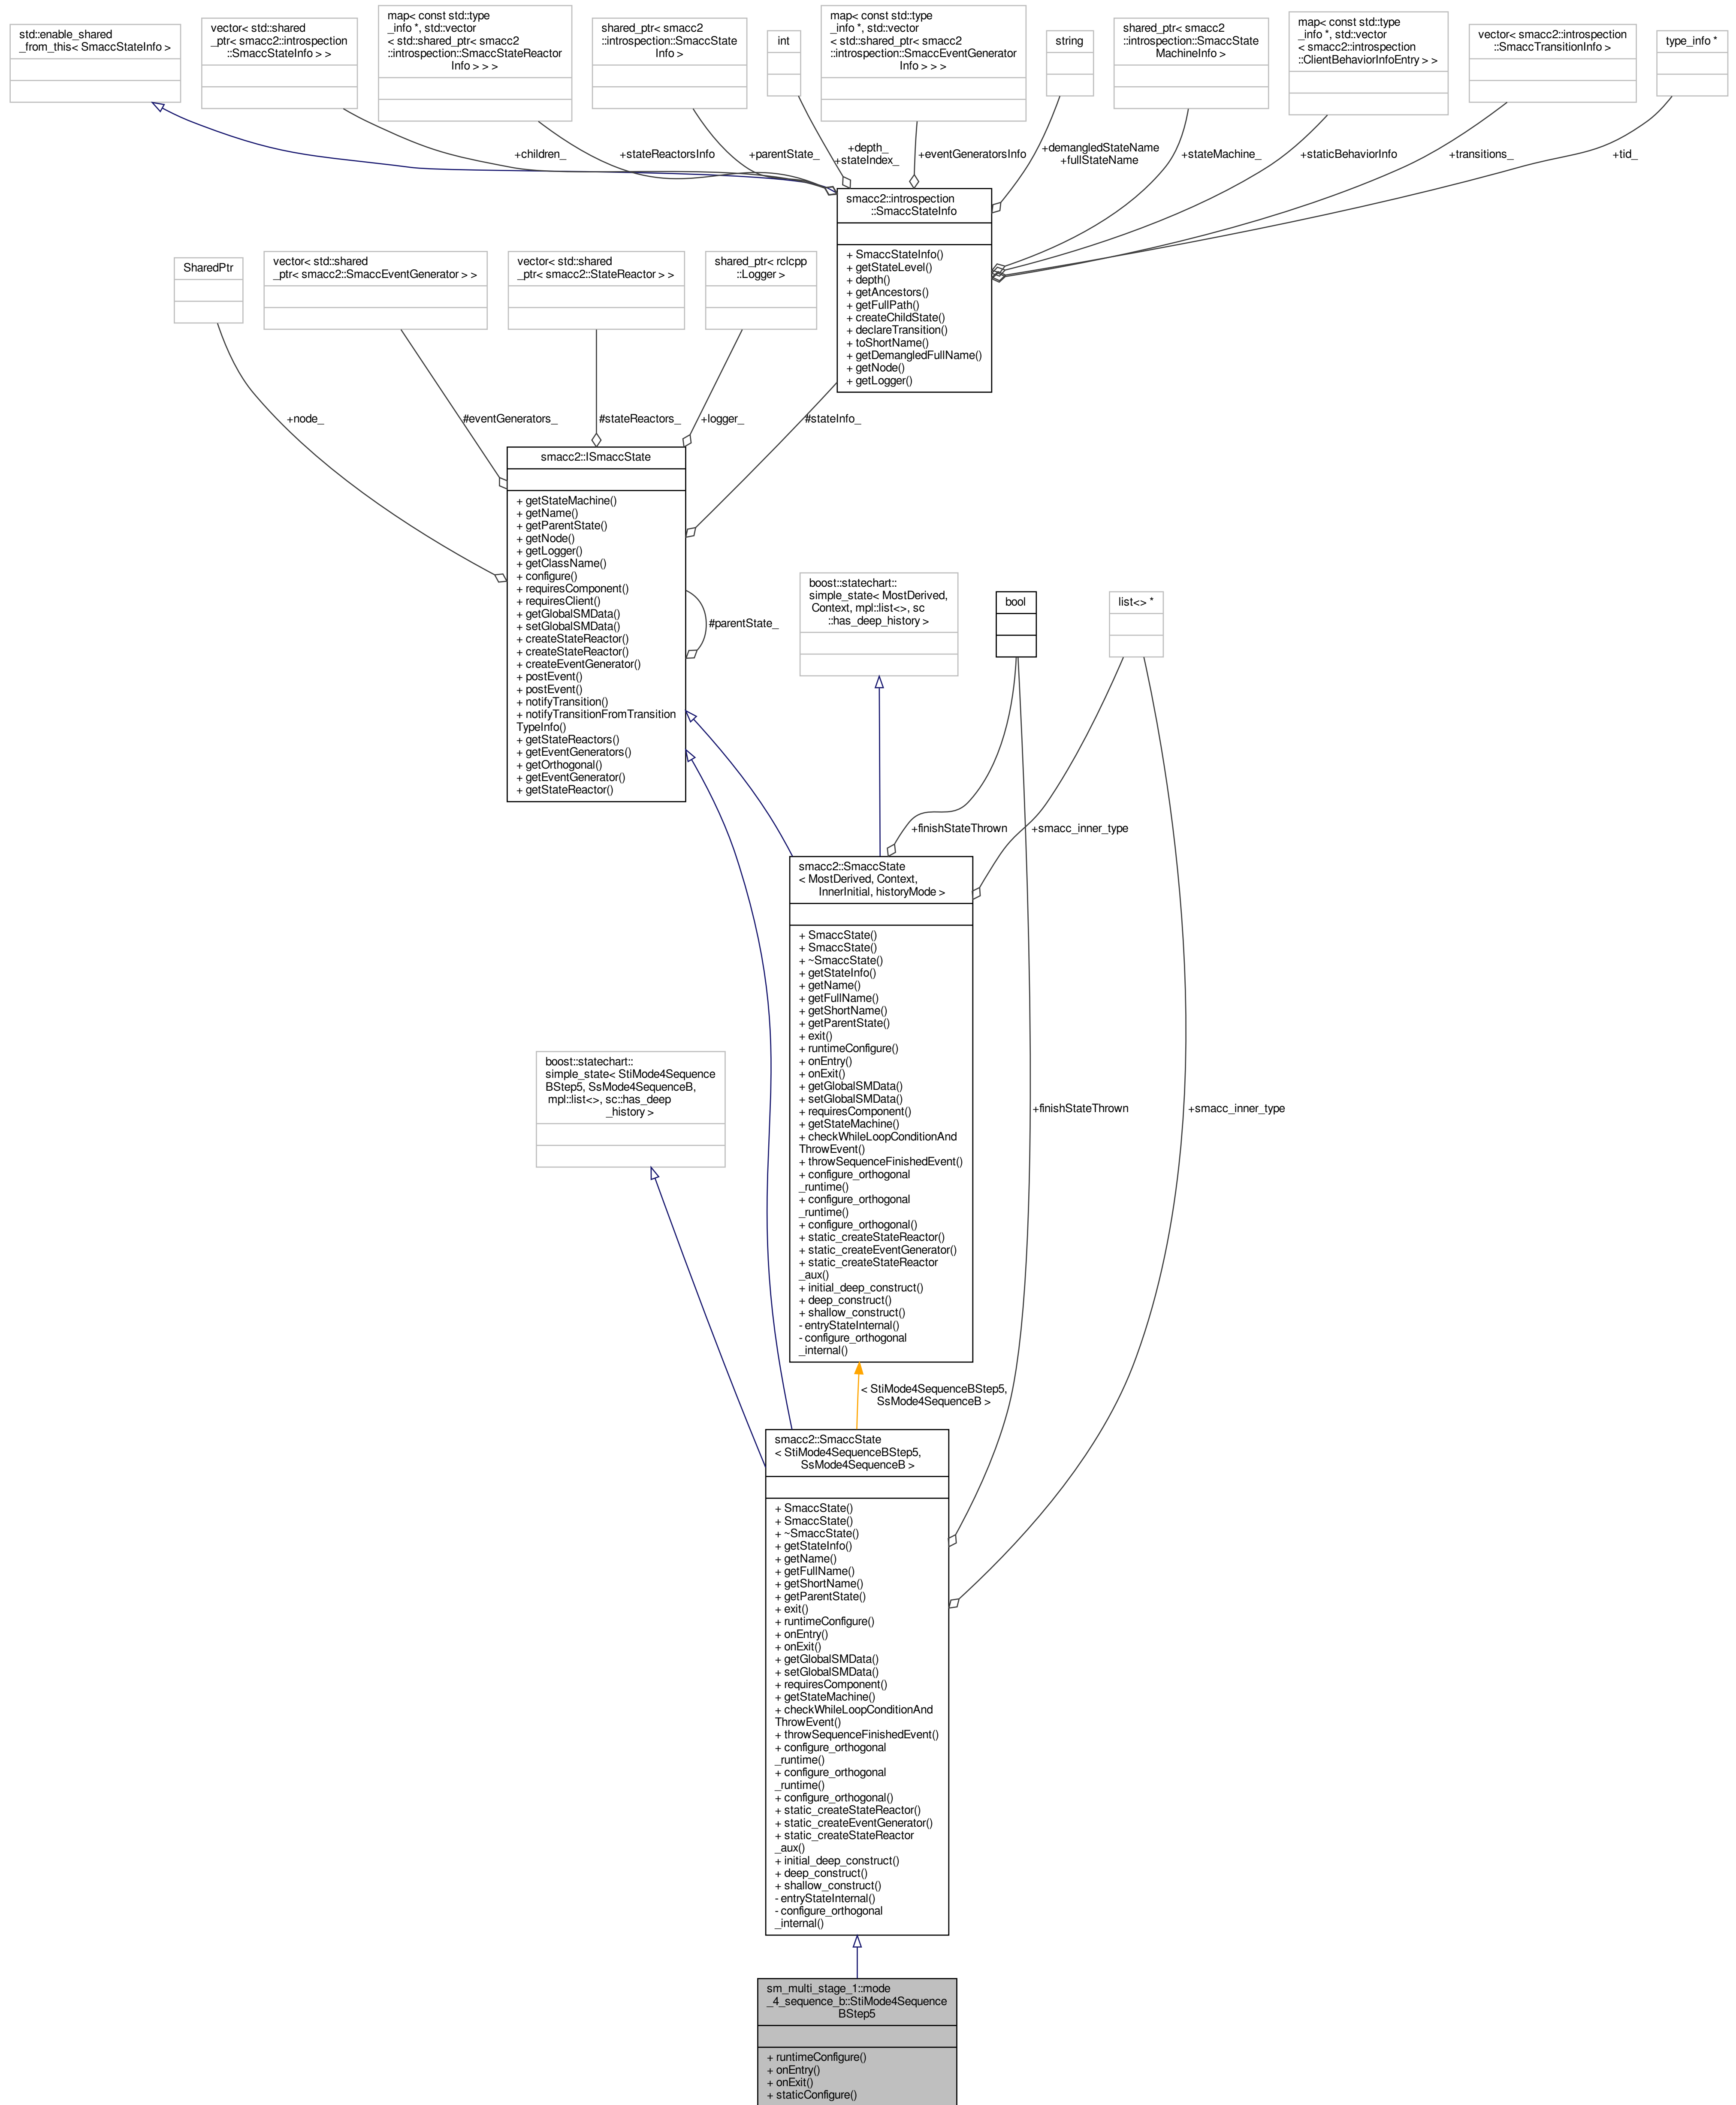 std::enable_shared
_from_this< SmaccStateInfo >
vector< std::shared
_ptr< smacc2::introspection
::SmaccStateInfo > >
map< const std::type
_info *, std::vector
< std::shared_ptr< smacc2
::introspection::SmaccStateReactor
Info > > >
shared_ptr< smacc2
::introspection::SmaccState
Info >
int
map< const std::type
_info *, std::vector
< std::shared_ptr< smacc2
::introspection::SmaccEventGenerator
Info > > >
string
shared_ptr< smacc2
::introspection::SmaccState
MachineInfo >
map< const std::type
_info *, std::vector
< smacc2::introspection
::ClientBehaviorInfoEntry > >
vector< smacc2::introspection
::SmaccTransitionInfo >
type_info *
+children_
+stateReactorsInfo
+parentState_
+depth_
+stateIndex_
+eventGeneratorsInfo
+demangledStateName
+fullStateName
+stateMachine_
+staticBehaviorInfo
+transitions_
+tid_
smacc2::introspection
::SmaccStateInfo
+ SmaccStateInfo()
+ getStateLevel()
+ depth()
+ getAncestors()
+ getFullPath()
+ createChildState()
+ declareTransition()
+ toShortName()
+ getDemangledFullName()
+ getNode()
+ getLogger()
SharedPtr
vector< std::shared
_ptr< smacc2::SmaccEventGenerator > >
vector< std::shared
_ptr< smacc2::StateReactor > >
shared_ptr< rclcpp
::Logger >
+node_
#eventGenerators_
#stateReactors_
+logger_
#stateInfo_
smacc2::ISmaccState
+ getStateMachine()
+ getName()
+ getParentState()
+ getNode()
+ getLogger()
+ getClassName()
+ configure()
+ requiresComponent()
+ requiresClient()
+ getGlobalSMData()
+ setGlobalSMData()
+ createStateReactor()
+ createStateReactor()
+ createEventGenerator()
+ postEvent()
+ postEvent()
+ notifyTransition()
+ notifyTransitionFromTransition
TypeInfo()
+ getStateReactors()
+ getEventGenerators()
+ getOrthogonal()
+ getEventGenerator()
+ getStateReactor()
#parentState_
boost::statechart::
simple_state< MostDerived,
Context, mpl::list<>, sc
::has_deep_history >
bool
list<> *
+finishStateThrown
+smacc_inner_type
smacc2::SmaccState
< MostDerived, Context,
InnerInitial, historyMode >
+ SmaccState()
+ SmaccState()
+ ~SmaccState()
+ getStateInfo()
+ getName()
+ getFullName()
+ getShortName()
+ getParentState()
+ exit()
+ runtimeConfigure()
+ onEntry()
+ onExit()
+ getGlobalSMData()
+ setGlobalSMData()
+ requiresComponent()
+ getStateMachine()
+ checkWhileLoopConditionAnd
ThrowEvent()
+ throwSequenceFinishedEvent()
+ configure_orthogonal
_runtime()
+ configure_orthogonal
_runtime()
+ configure_orthogonal()
+ static_createStateReactor()
+ static_createEventGenerator()
+ static_createStateReactor
_aux()
+ initial_deep_construct()
+ deep_construct()
+ shallow_construct()
- entryStateInternal()
- configure_orthogonal
_internal()
boost::statechart::
simple_state< StiMode4Sequence
BStep5, SsMode4SequenceB,
mpl::list<>, sc::has_deep
_history >
+finishStateThrown
+smacc_inner_type
< StiMode4SequenceBStep5,
SsMode4SequenceB >
smacc2::SmaccState
< StiMode4SequenceBStep5,
SsMode4SequenceB >
+ SmaccState()
+ SmaccState()
+ ~SmaccState()
+ getStateInfo()
+ getName()
+ getFullName()
+ getShortName()
+ getParentState()
+ exit()
+ runtimeConfigure()
+ onEntry()
+ onExit()
+ getGlobalSMData()
+ setGlobalSMData()
+ requiresComponent()
+ getStateMachine()
+ checkWhileLoopConditionAnd
ThrowEvent()
+ throwSequenceFinishedEvent()
+ configure_orthogonal
_runtime()
+ configure_orthogonal
_runtime()
+ configure_orthogonal()
+ static_createStateReactor()
+ static_createEventGenerator()
+ static_createStateReactor
_aux()
+ initial_deep_construct()
+ deep_construct()
+ shallow_construct()
- entryStateInternal()
- configure_orthogonal
_internal()
sm_multi_stage_1::mode
_4_sequence_b::StiMode4Sequence
BStep5
+ runtimeConfigure()
+ onEntry()
+ onExit()
+ staticConfigure()